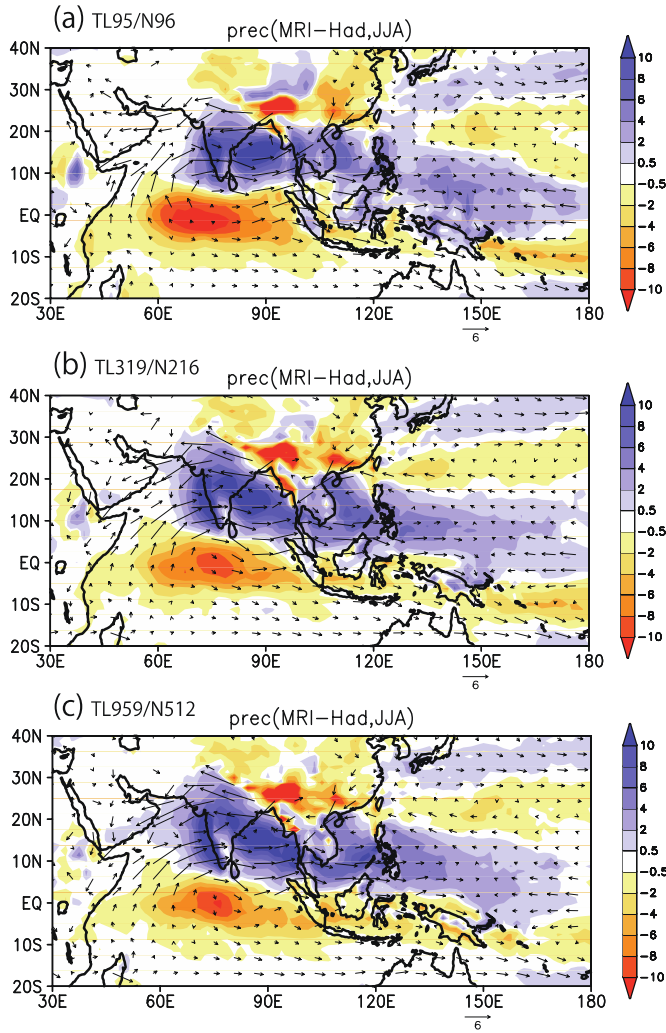 (a) TL95/N96
prec(MRI−Had,JJA)
40N
30N
20N
10N
EQ
10S
20S
30E 60E 90E 120E 150E 180
6
10
8
6
4
2
0.5
−0.5
−2
−4
−6
−8
−10
(b) TL319/N216
prec(MRI−Had,JJA)
40N
30N
20N
10N
EQ
10S
20S
30E 60E 90E 120E 150E 180
6
10
8
6
4
2
0.5
−0.5
−2
−4
−6
−8
−10
(c) TL959/N512
prec(MRI−Had,JJA)
40N
30N
20N
10N
EQ
10S
20S
30E 60E 90E 120E 150E 180
6
10
8
6
4
2
0.5
−0.5
−2
−4
−6
−8
−10